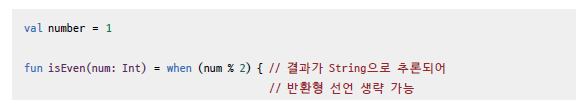 val number = 1
fun isEven(num: Int) = when (num % 2) { // 결과가 String으로 추론되어
// 반환형 선언 생략 가능